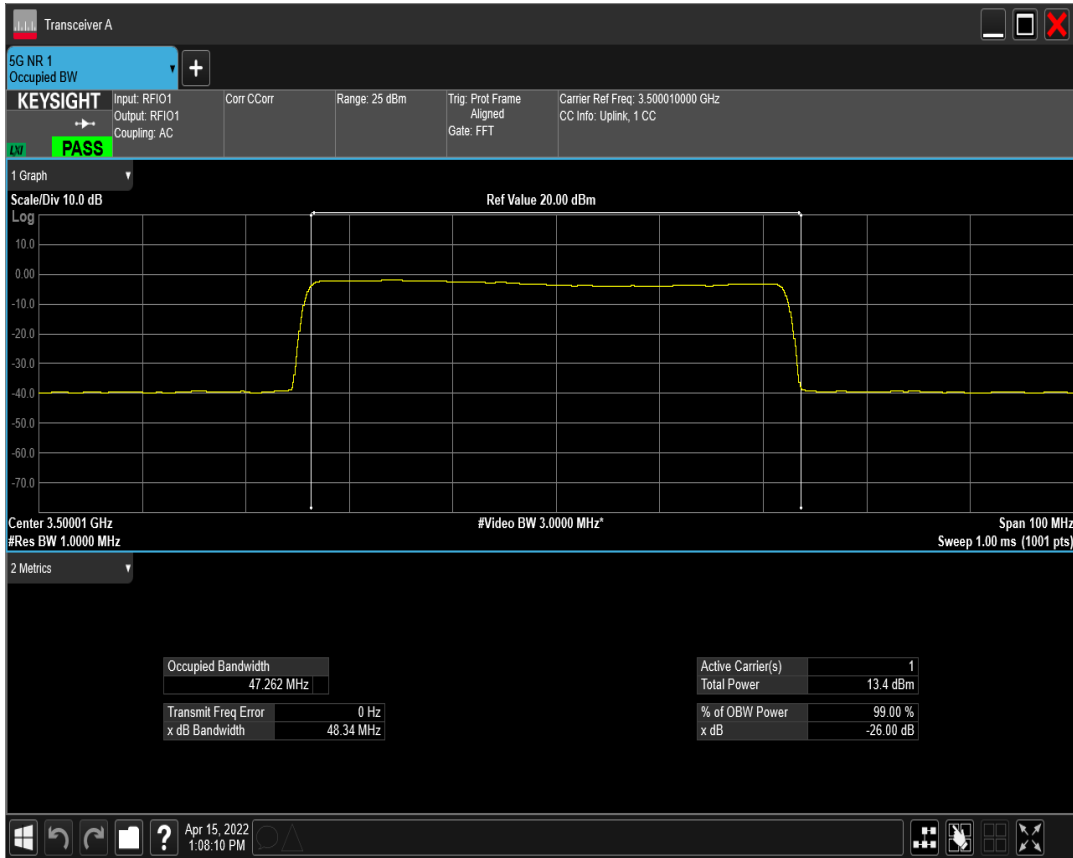 Transceiver A
5G NR 1
Occupied BW
KEYSIGHT
LXI PASS
Input: RFIO1
Output: RFIO1
Coupling: AC
Corr CCorr
Range: 25 dBm
Trig: Prot Frame
Aligned
Gate: FFT
Carrier Ref Freq: 3.500010000 GHz
CC Info: Uplink, 1 CC
1 Graph
Scale/Div 10.0 dB
Ref Value 20.00 dBm
Log
10.0
0.00
-10.0
-20.0
-30.0
-40.0
-50.0
-60.0
-70.0
Center 3.50001 GHz
#Video BW 3.0000 MHz*
Span 100 MHz
#Res BW 1.0000 MHz
Sweep 1.00 ms (1001 pts)
2 Metrics
Occupied Bandwidth
47.262 MHz
Transmit Freq Error 0 Hz
x dB Bandwidth 48.34 MHz
Active Carrier(s) 1
Total Power 13.4 dBm
% of OBW Power 99.00 %
x dB -26.00 dB
Apr 15, 2022
1:08:10 PM